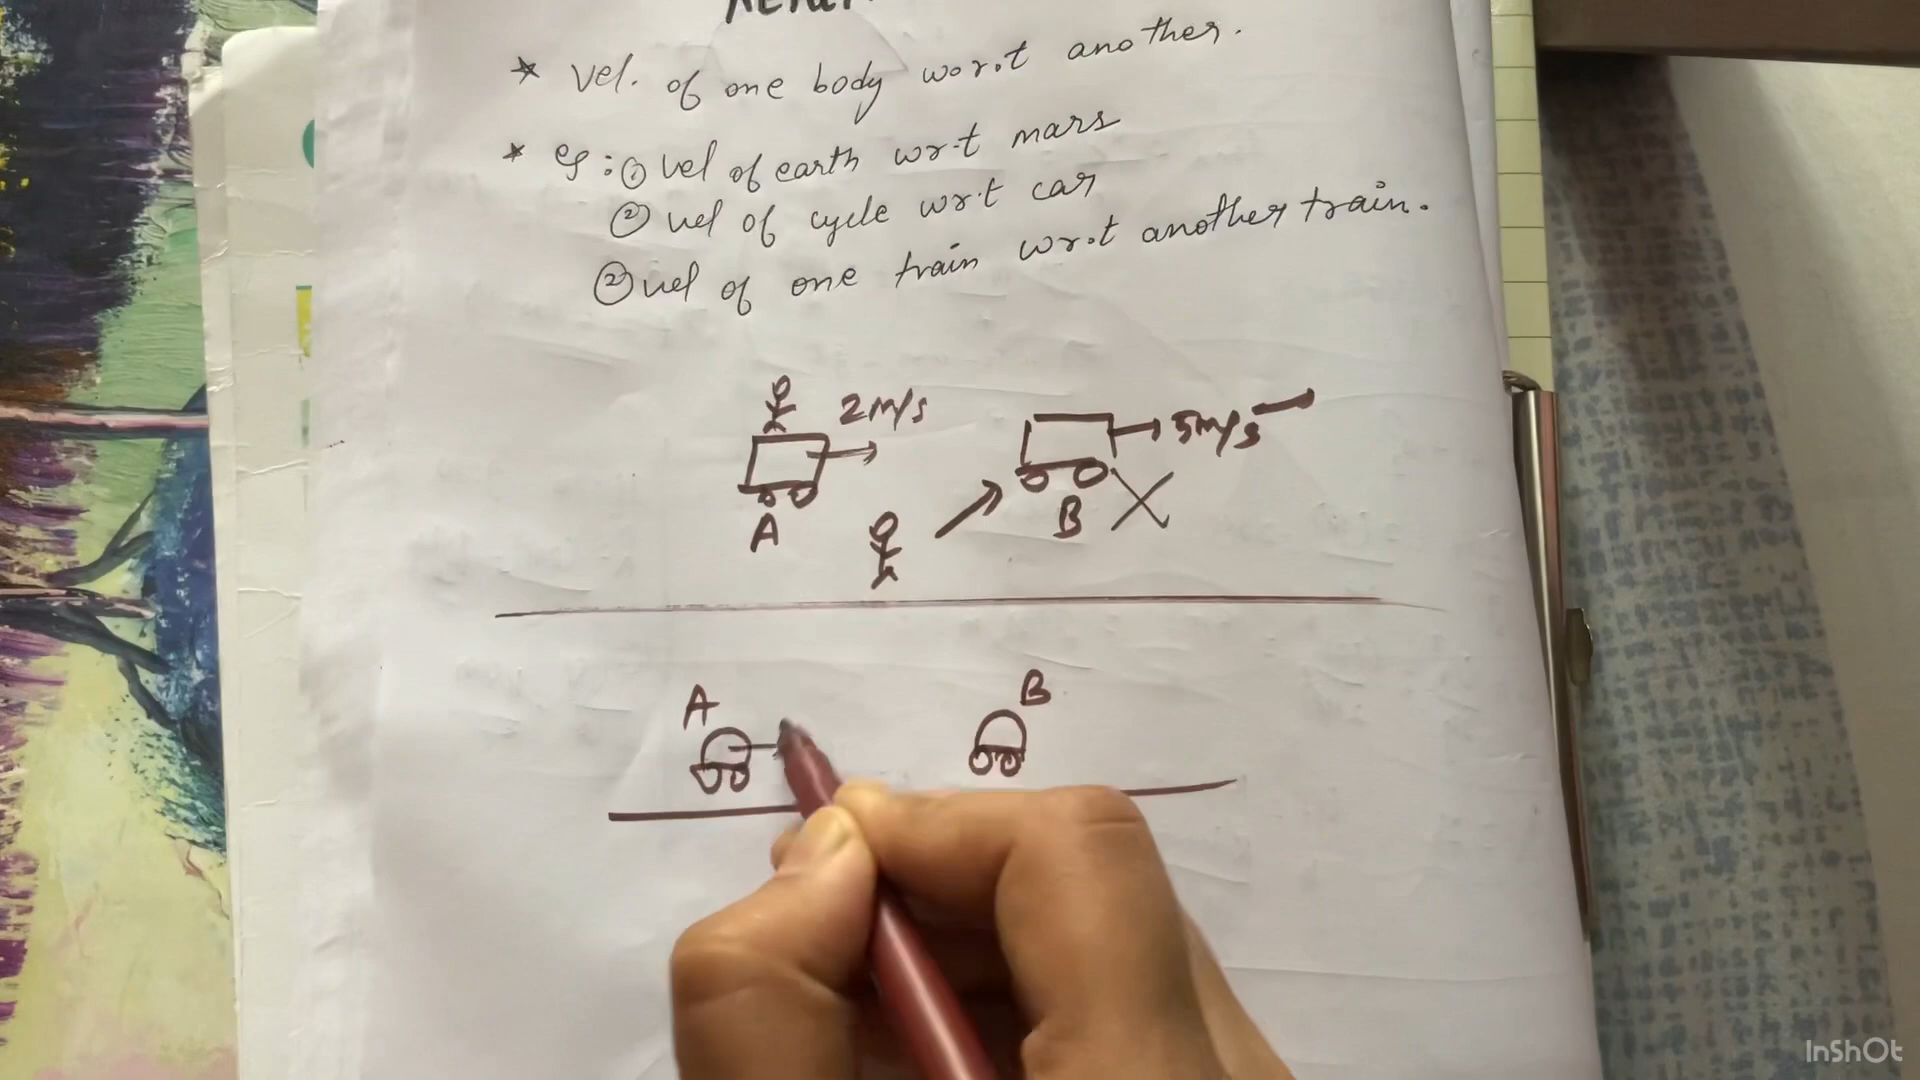 * vel. of one body w.r.t another.
* eg: ① vel of earth w.r.t mars
② vel of cycle w.r.t car
② vel of one train w.r.t another train.
2m/s
5m/s
A
B
A
B
InShOt